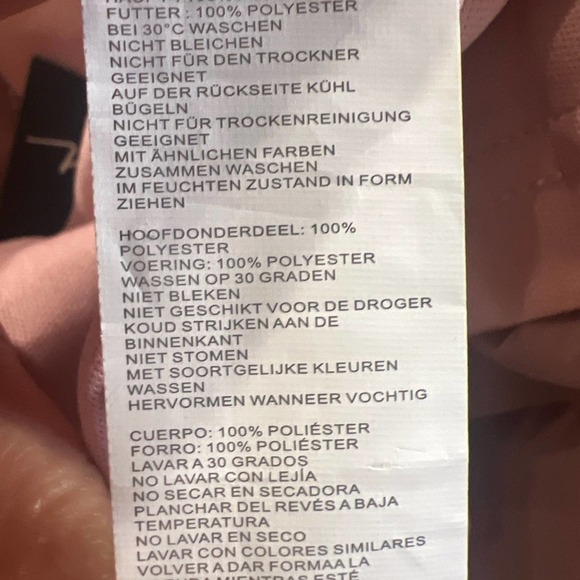 FUTTER : 100% POLYESTER
BEI 30°C WASCHEN
NICHT BLEICHEN
NICHT FÜR DEN TROCKNER
GEEIGNET
AUF DER RÜCKSEITE KÜHL
BÜGELN
NICHT FÜR TROCKENREINIGUNG
GEEIGNET
MIT ÄHNLICHEN FARBEN
ZUSAMMEN WASCHEN
IM FEUCHTEN ZUSTAND IN FORM
ZIEHEN
HOOFDONDERDEEL: 100%
POLYESTER
VOERING: 100% POLYESTER
WASSEN OP 30 GRADEN
NIET BLEKEN
NIET GESCHIKT VOOR DE DROGER
KOUD STRIJKEN AAN DE
BINNENKANT
NIET STOMEN
MET SOORTGELIJKE KLEUREN
WASSEN
HERVORMEN WANNEER VOCHTIG
CUERPO: 100% POLIÉSTER
FORRO: 100% POLIÉSTER
LAVAR A 30 GRADOS
NO LAVAR CON LEJÍA
NO SECAR EN SECADORA
PLANCHAR DEL REVÉS A BAJA
TEMPERATURA
NO LAVAR EN SECO
LAVAR CON COLORES SIMILARES
VOLVER A DAR FORMA A LA
MIENTRAS ESTÉ